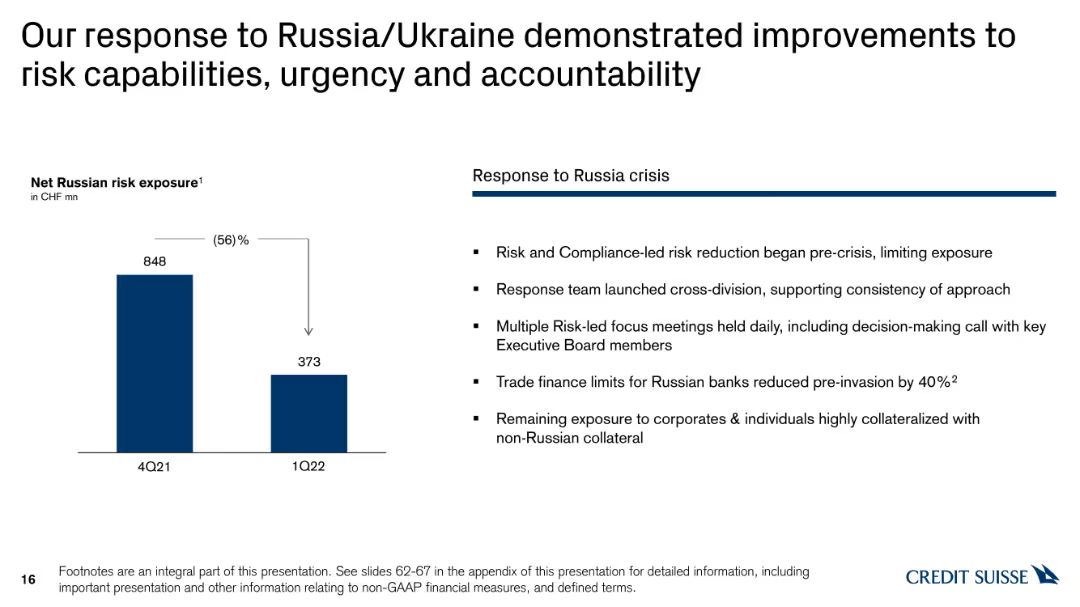 Our response to Russia/Ukraine demonstrated improvements to
risk capabilities, urgency and accountability
Net Russian risk exposure¹
in CHF mn
(56)%
848
373
4Q21
1Q22
Response to Russia crisis
▪ Risk and Compliance-led risk reduction began pre-crisis, limiting exposure
▪ Response team launched cross-division, supporting consistency of approach
▪ Multiple Risk-led focus meetings held daily, including decision-making call with key
Executive Board members
▪ Trade finance limits for Russian banks reduced pre-invasion by 40%²
▪ Remaining exposure to corporates & individuals highly collateralized with
non-Russian collateral
16
Footnotes are an integral part of this presentation. See slides 62-67 in the appendix of this presentation for detailed information, including
important presentation and other information relating to non-GAAP financial measures, and defined terms.
CREDIT SUISSE